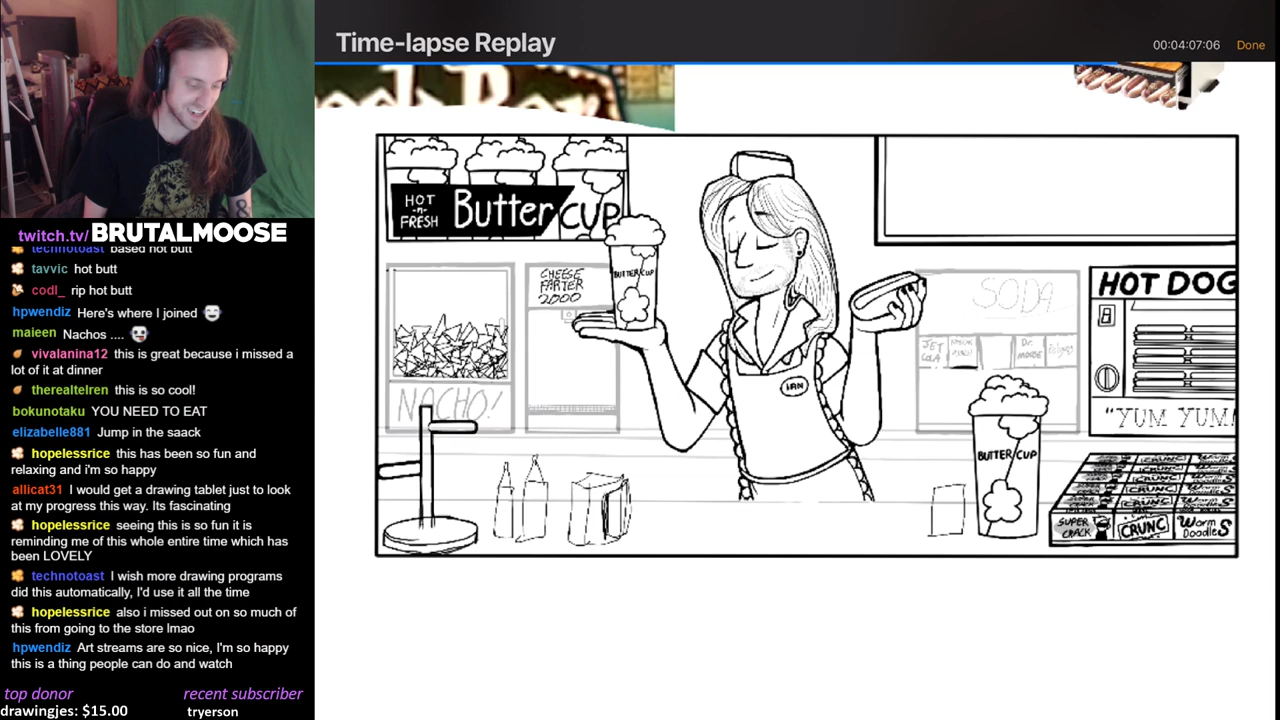 Time-lapse Replay
00:04:07:06
Done
twitch.tv/BRUTALMOOSE
technotoast based hot butt
tavvic hot butt
codl_ rip hot butt
hpwendiz Here's where I joined
maieen Nachos ....
vivalanina12 this is great because i missed a
lot of it at dinner
therealtelren this is so cool!
bokunotaku YOU NEED TO EAT
elizabelle881 Jump in the saack
hopelessrice this has been so fun and
relaxing and i'm so happy
allicat31 I would get a drawing tablet just to look
at my progress this way. Its fascinating
hopelessrice seeing this is so fun it is
reminding me of this whole entire time which has
been LOVELY
technotoast I wish more drawing programs
did this automatically, I'd use it all the time
hopelessrice also i missed out on so much of
this from going to the store lmao
hpwendiz Art streams are so nice, I'm so happy
this is a thing people can do and watch
top donor
drawingjes: $15.00
recent subscriber
tryerson
HOT
-n-
FRESH
Butter CUP
CHEESE
FARTER
2000
BUTTER CUP
NACHO!
IAN
SODA
JET
COLA
Dr.
MOOSE
HOT DOG
"YUM YUM!
BUTTER CUP
CRUNC
Worm
DoodleS
SUPER
CRACK